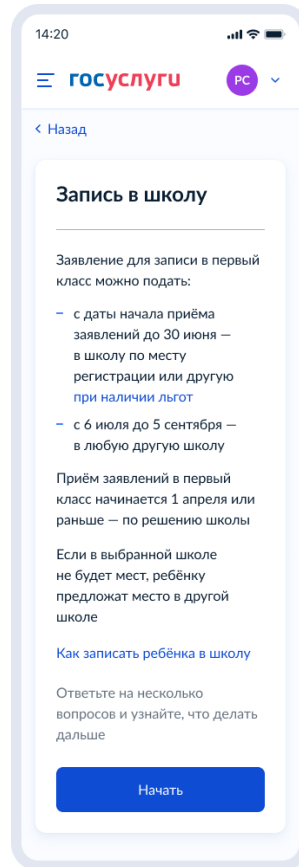 14:20
госуслуги
РС
Назад
Запись в школу
Заявление для записи в первый
класс можно подать:
– с даты начала приёма
заявлений до 30 июня —
в школу по месту
регистрации или другую
при наличии льгот
– с 6 июля до 5 сентября —
в любую другую школу
Приём заявлений в первый
класс начинается 1 апреля или
раньше — по решению школы
Если в выбранной школе
не будет мест, ребёнку
предложат место в другой
школе
Как записать ребёнка в школу
Ответьте на несколько
вопросов и узнайте, что делать
дальше
Начать